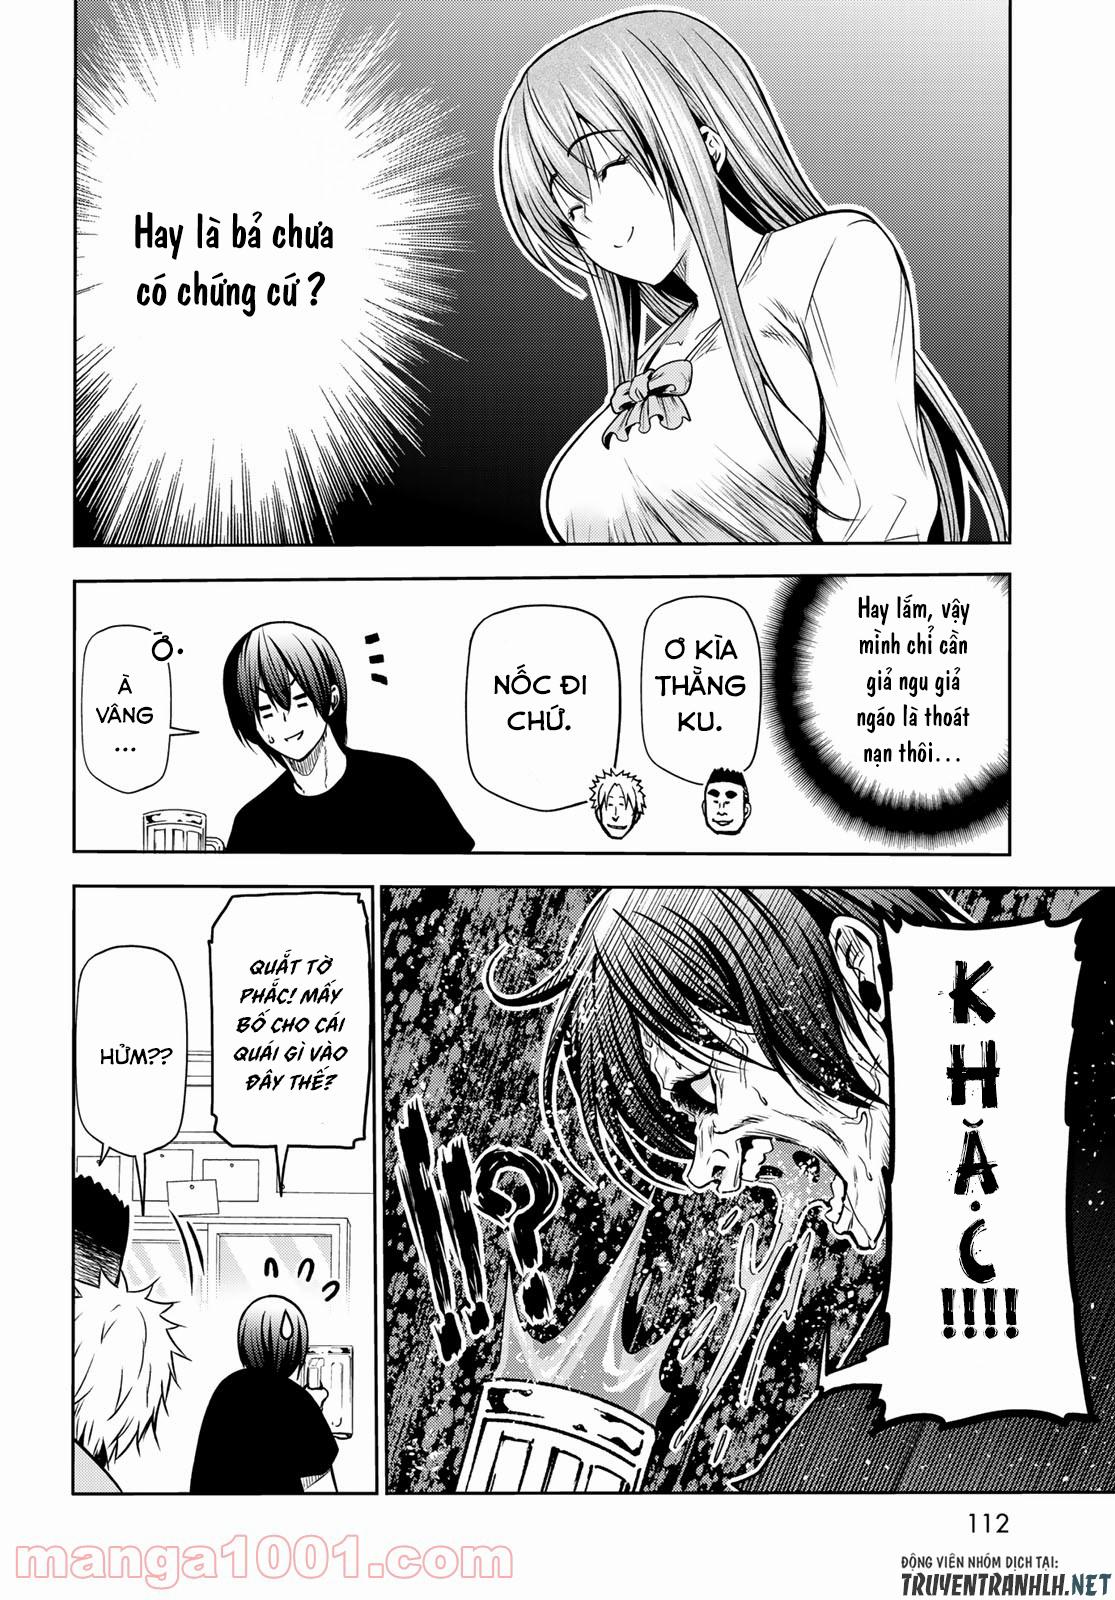 Hay là bả chưa
có chứng cứ ?
Hay lắm, vậy
mình chỉ cần
giả ngu giả
ngáo là thoát
nạn thôi...
Ơ KÌA
THẰNG
KU.
NỐC ĐI
CHỨ.
Ờ.
À
VÂNG
...
KHẶC
!!!!
!!!?
QUẮT TỜ
PHẮC! MẤY
BỐ CHO CÁI
QUÁI GÌ VÀO
ĐÂY THẾ?
HỬM??
112
manga1001.com
ĐỘNG VIÊN NHÓM DỊCH TẠI:
TRUYENTRANHLH.NET